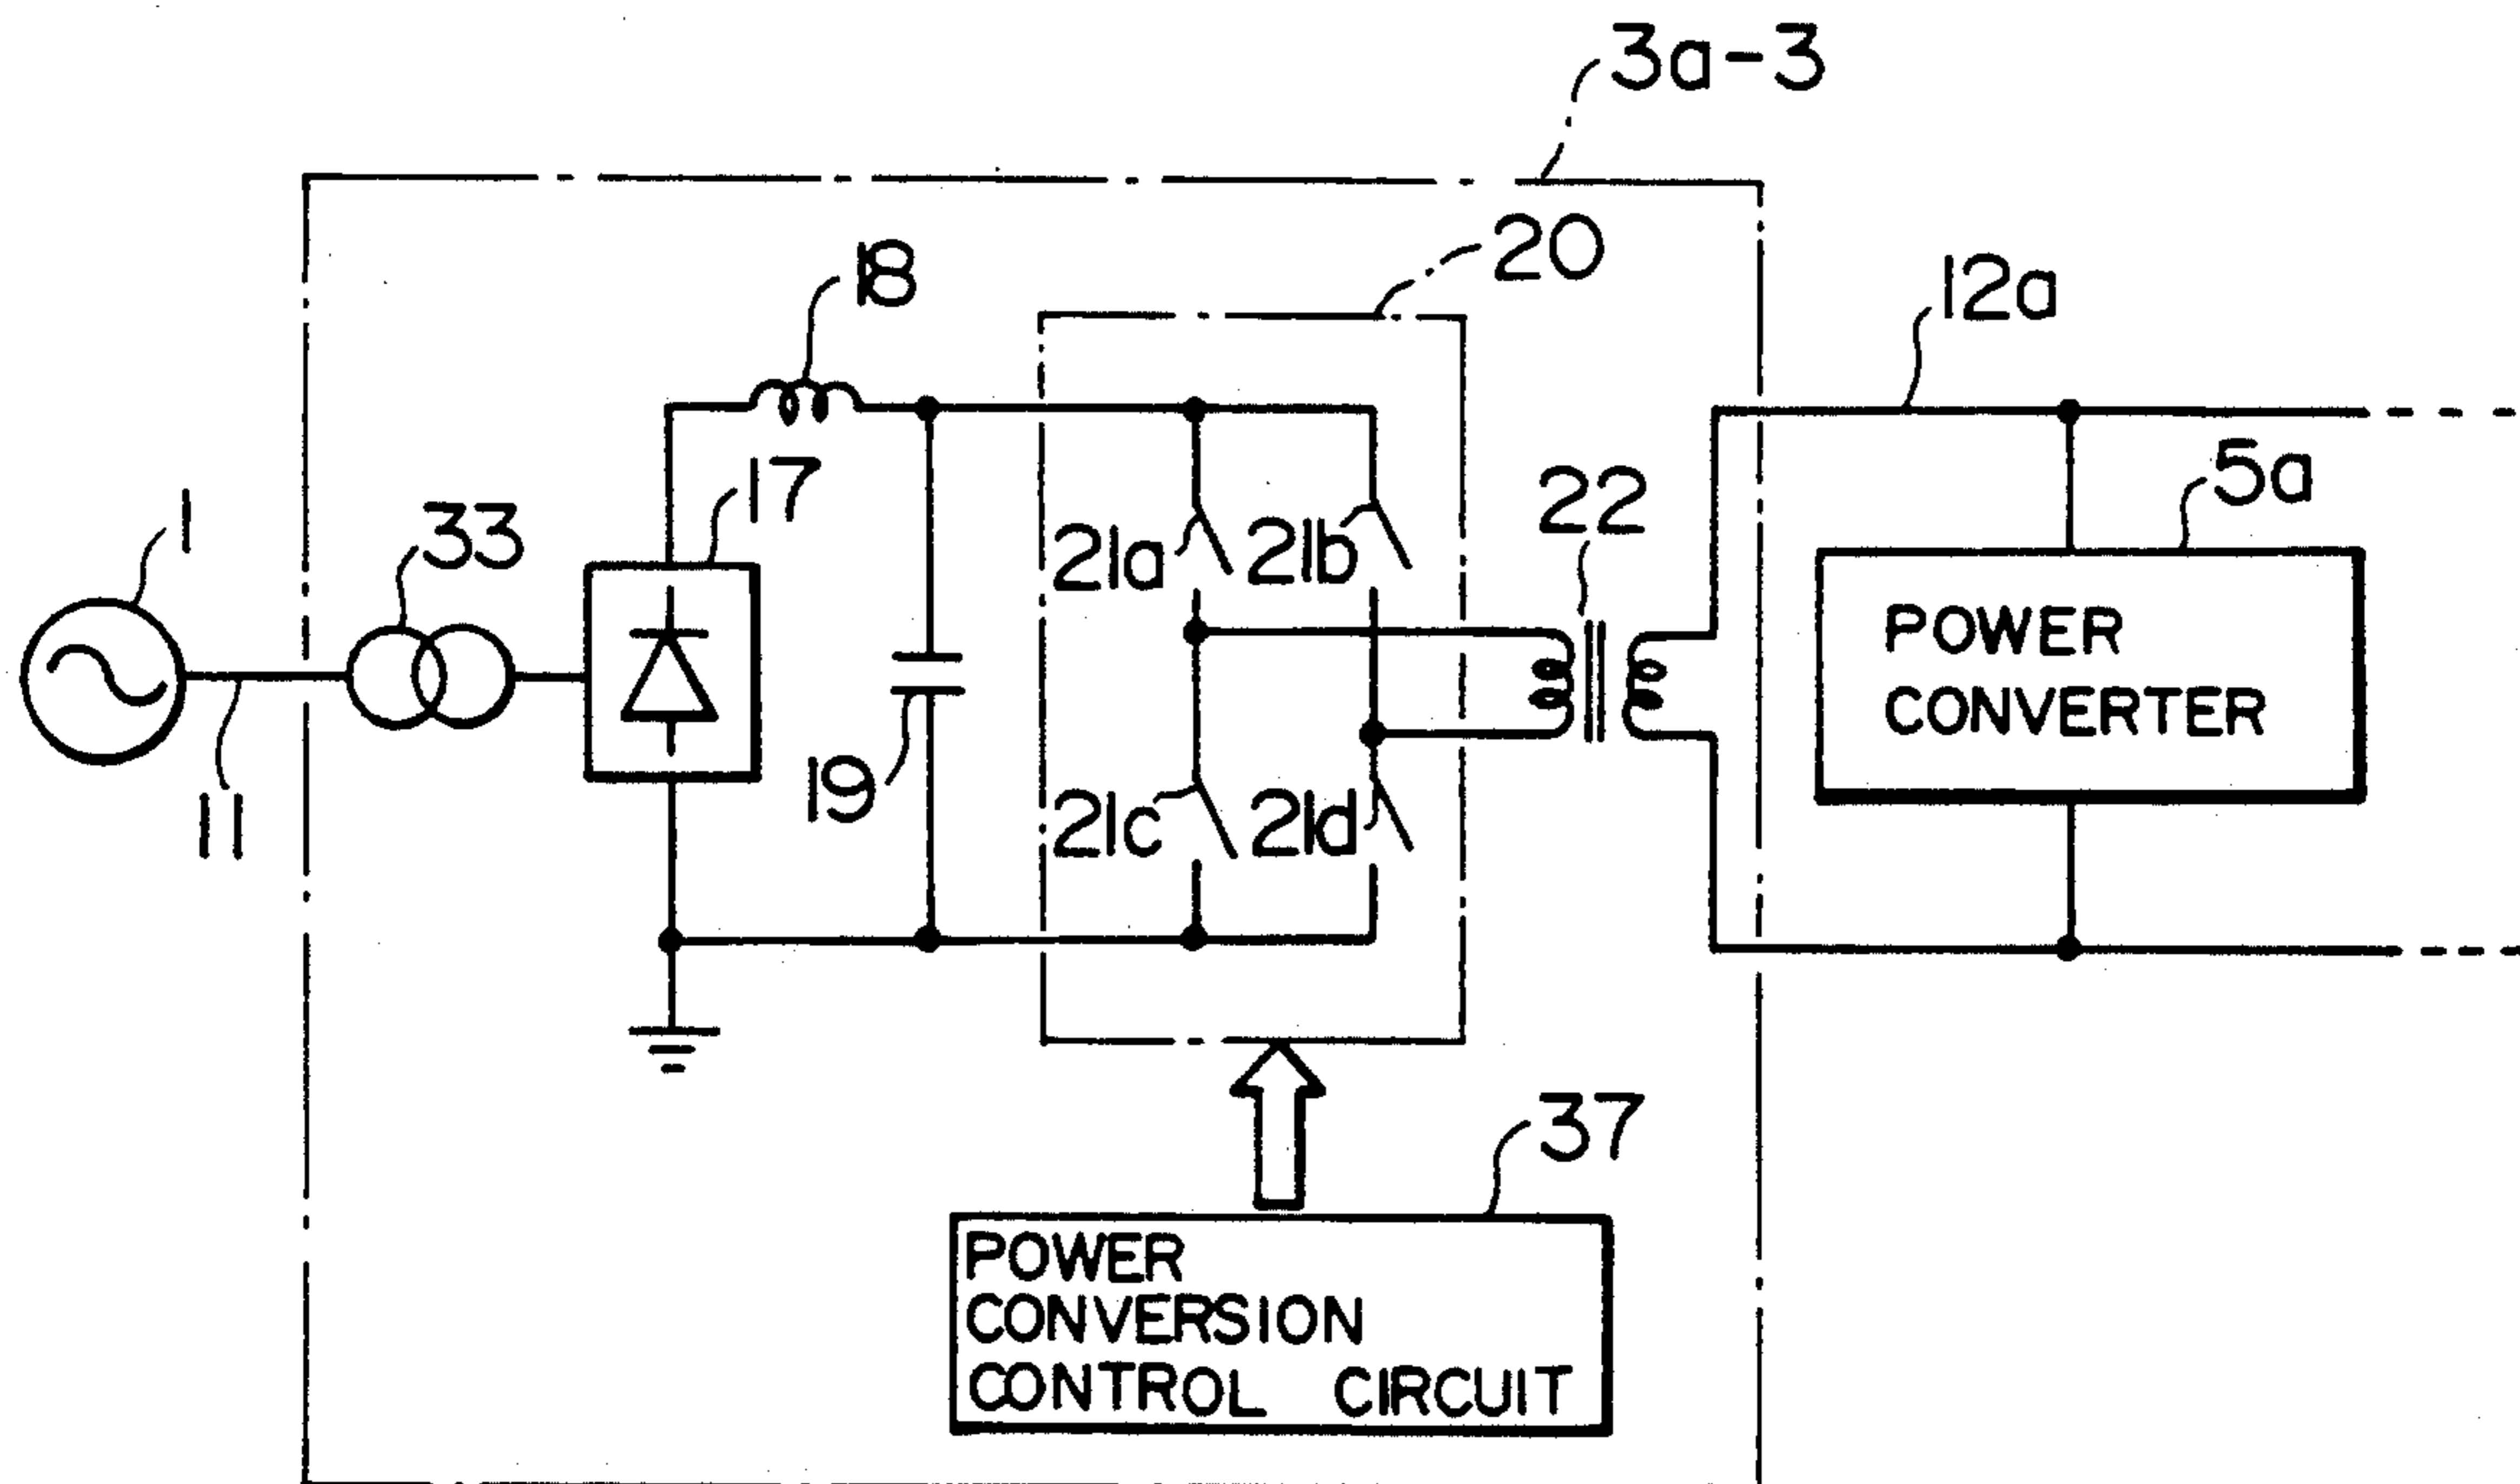 3a-3
20
18
12a
17
5a
1
33
22
21a
21b
POWER
CONVERTER
19
21c
21d
11
37
POWER
CONVERSION
CONTROL CIRCUIT